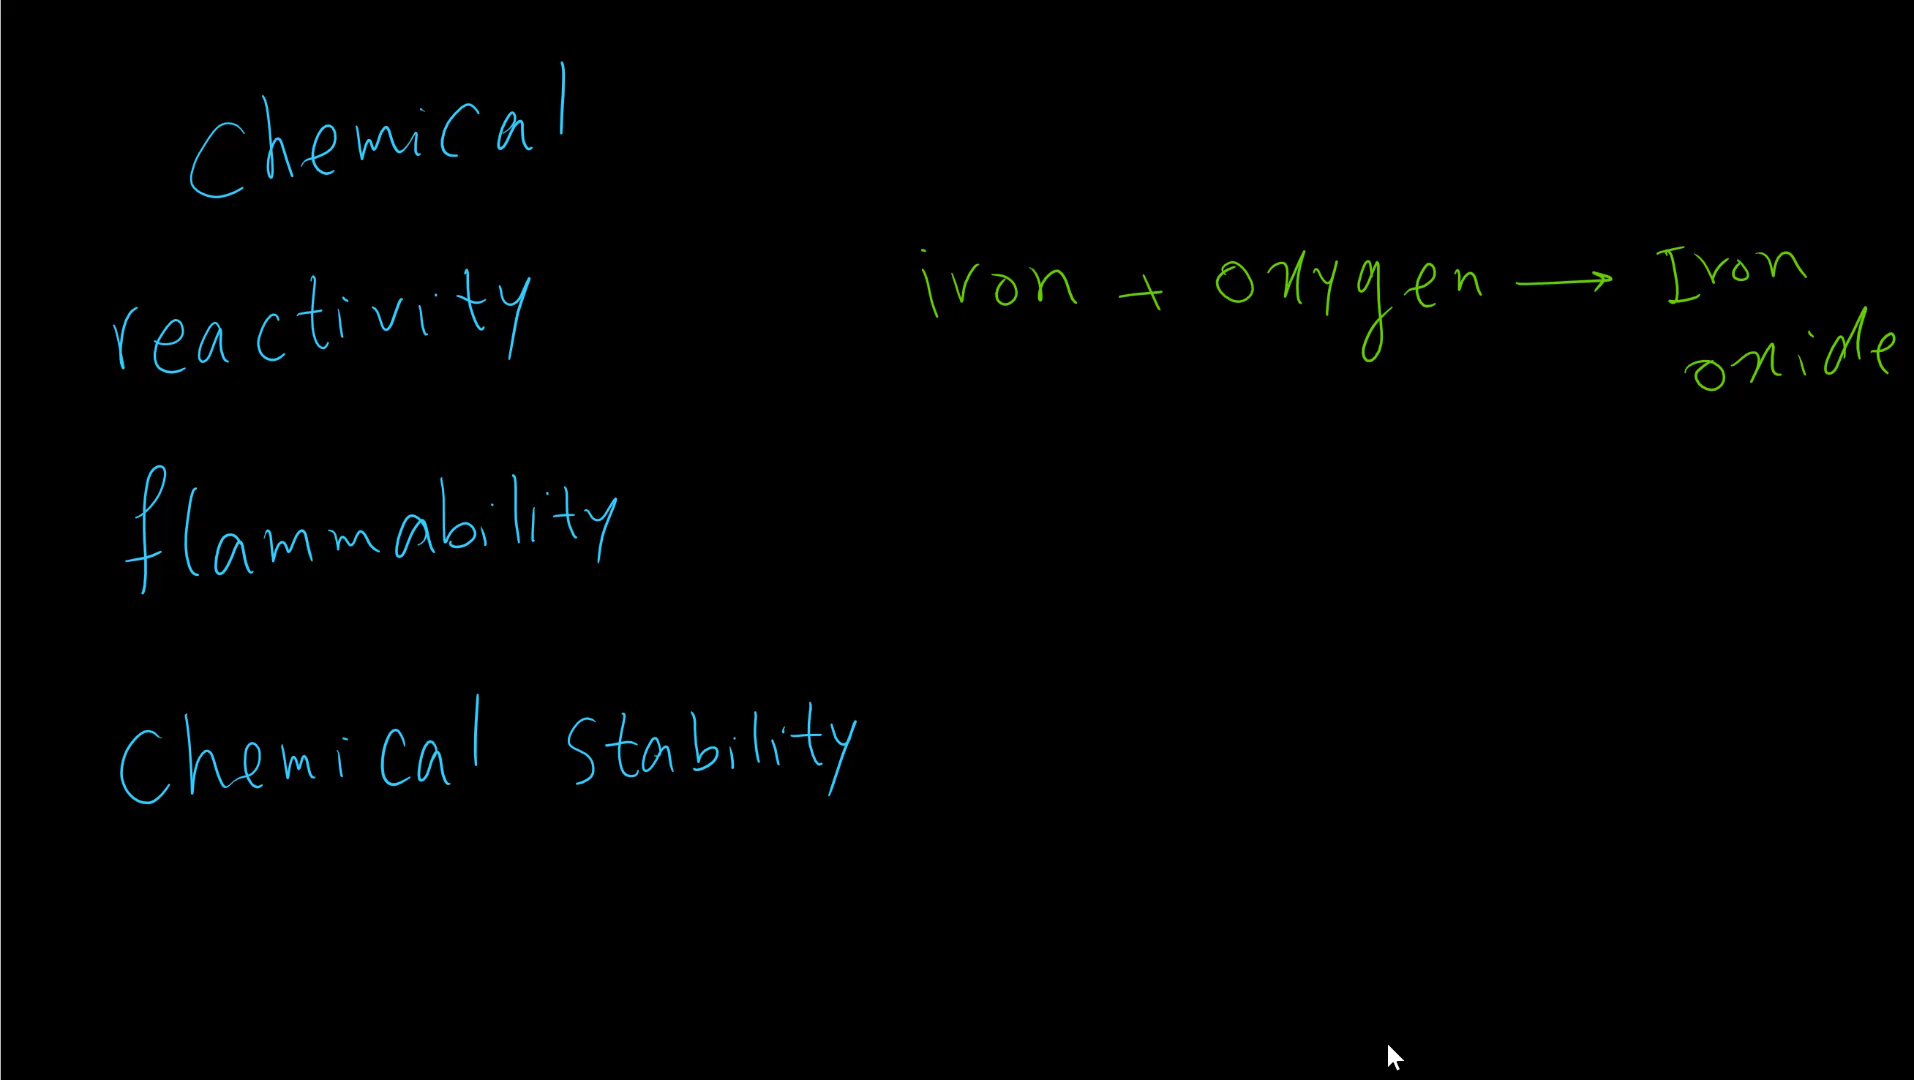 Chemical
reactivity
iron + oxygen → Iron
oxide
flammability
Chemical Stability